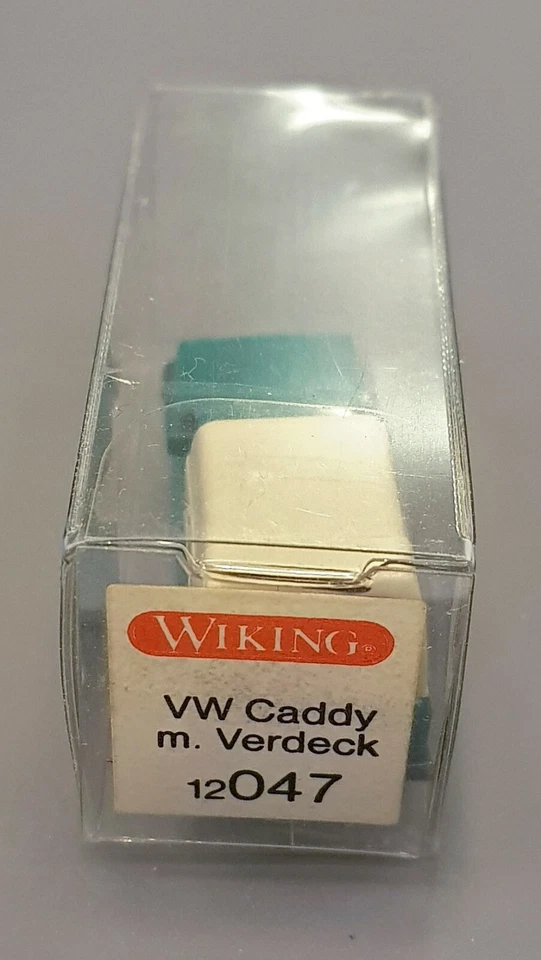 WIKING®
VW Caddy
m. Verdeck
12047